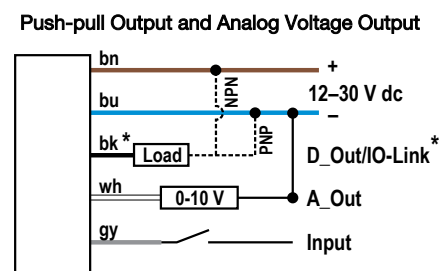 Push-pull Output and Analog Voltage Output
bn
+
NPN
12–30 V dc
bu
–
PNP
bk*
Load
D_Out/IO-Link*
wh
0-10 V
A_Out
gy
Input